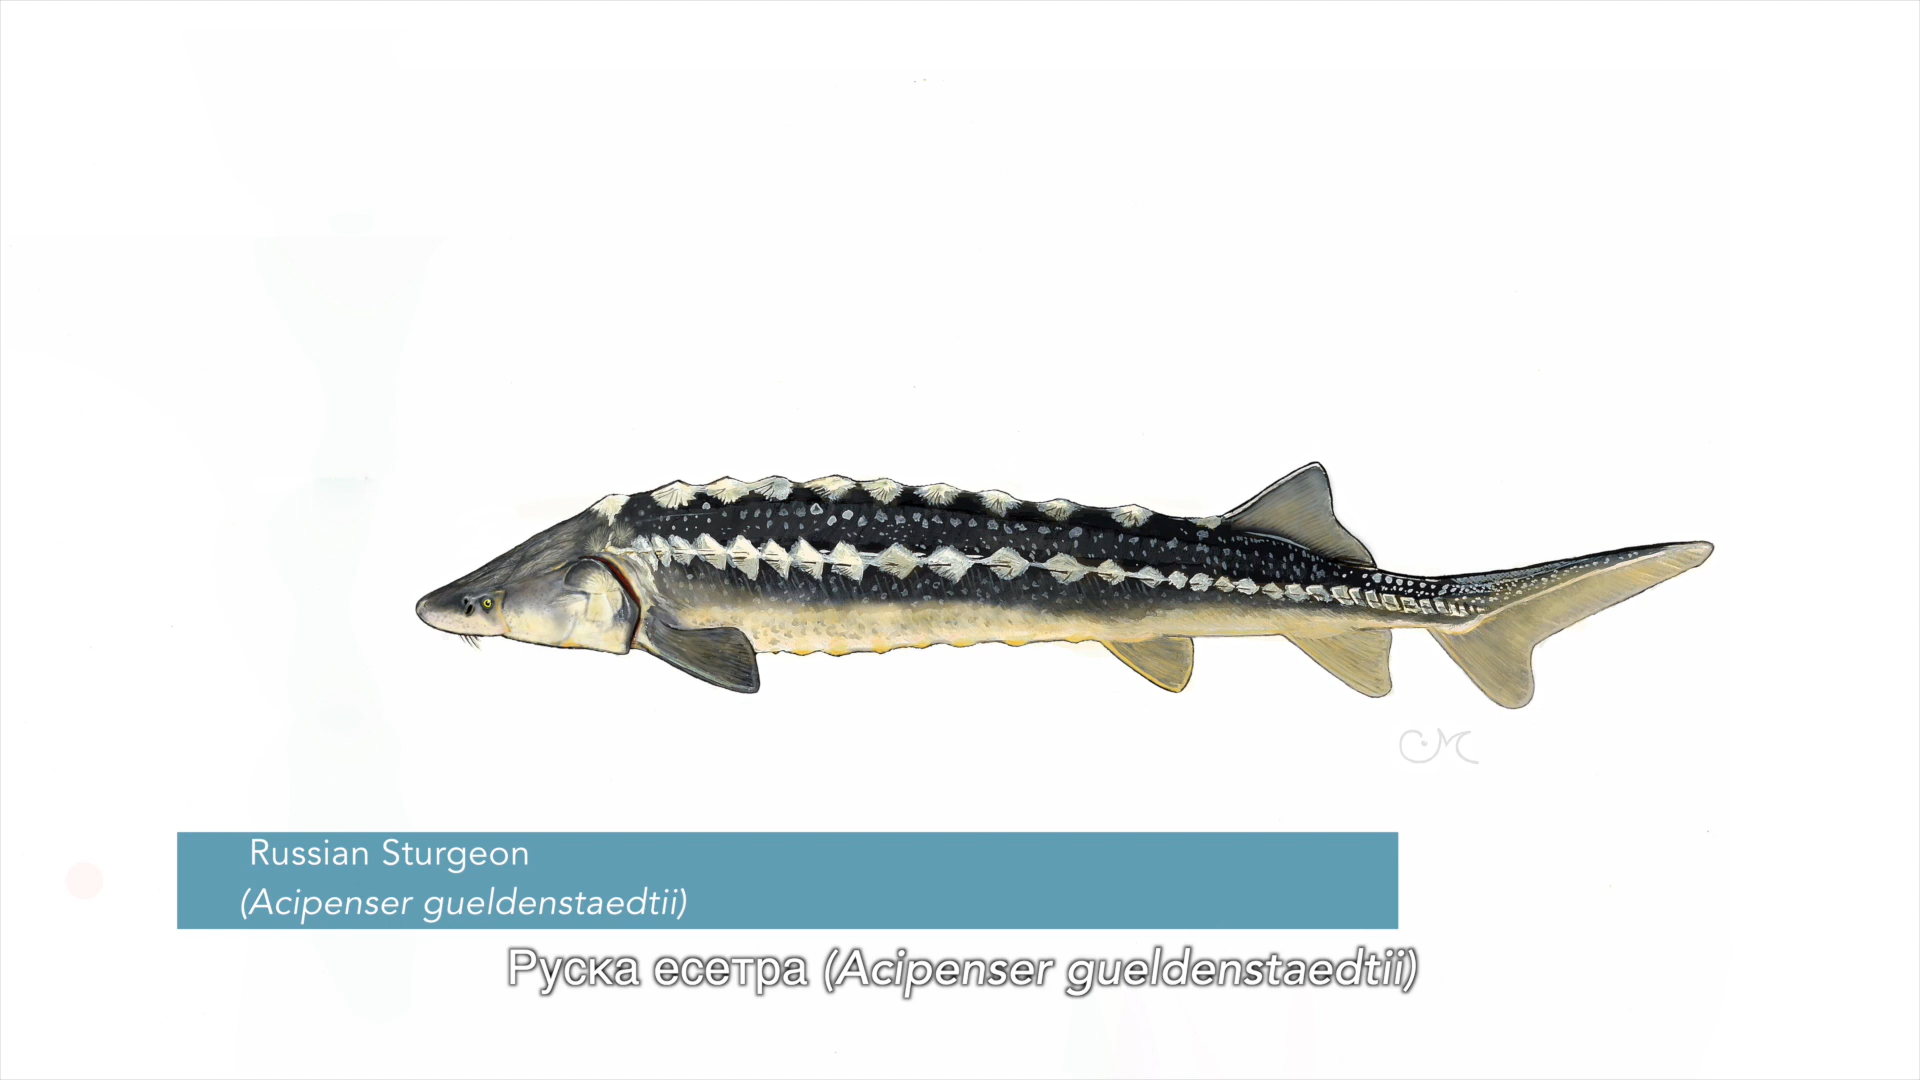 Russian Sturgeon
(Acipenser gueldenstaedtii)
Руска есетра (Acipenser gueldenstaedtii)